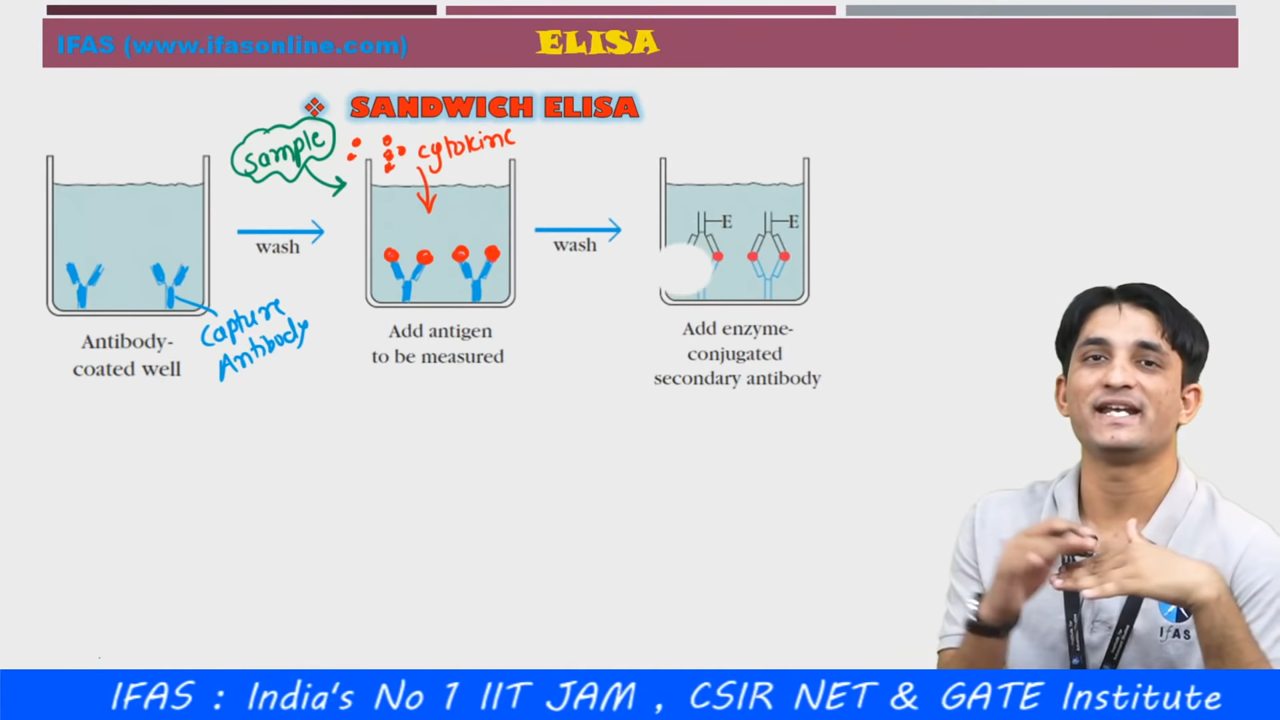 IFAS (www.ifasonline.com)
ELISA
❖ SANDWICH ELISA
Sample
cytokine
wash
wash
E
E
Capture
Antibody
Antibody-
coated well
Add antigen
to be measured
Add enzyme-
conjugated
secondary antibody
IfAS
IFAS : India's No 1 IIT JAM , CSIR NET & GATE Institute